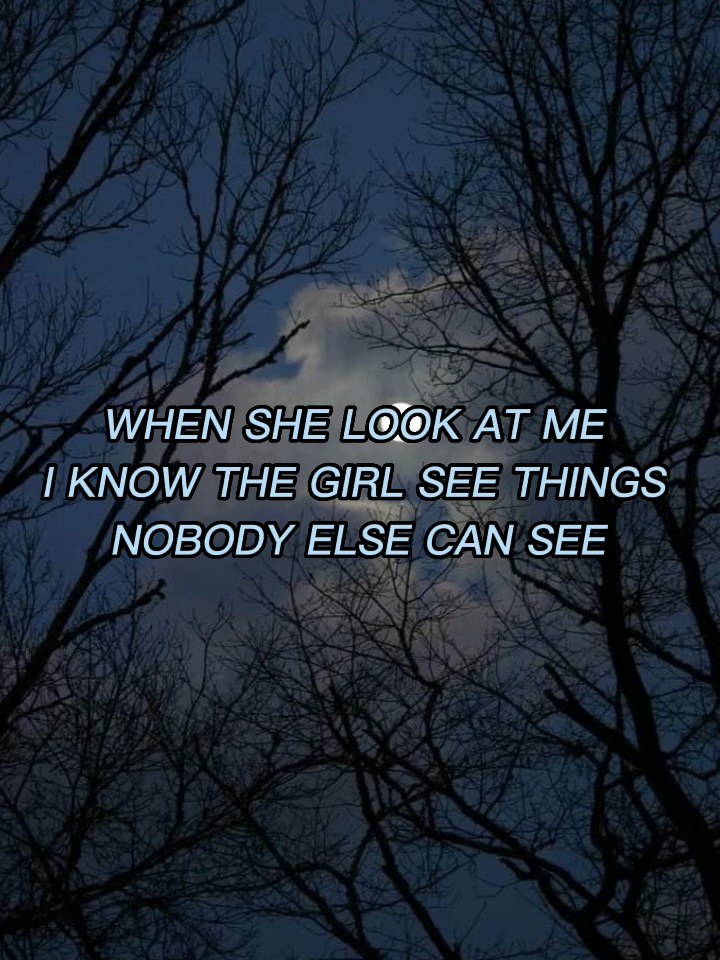 WHEN SHE LOOK AT ME
I KNOW THE GIRL SEE THINGS
NOBODY ELSE CAN SEE